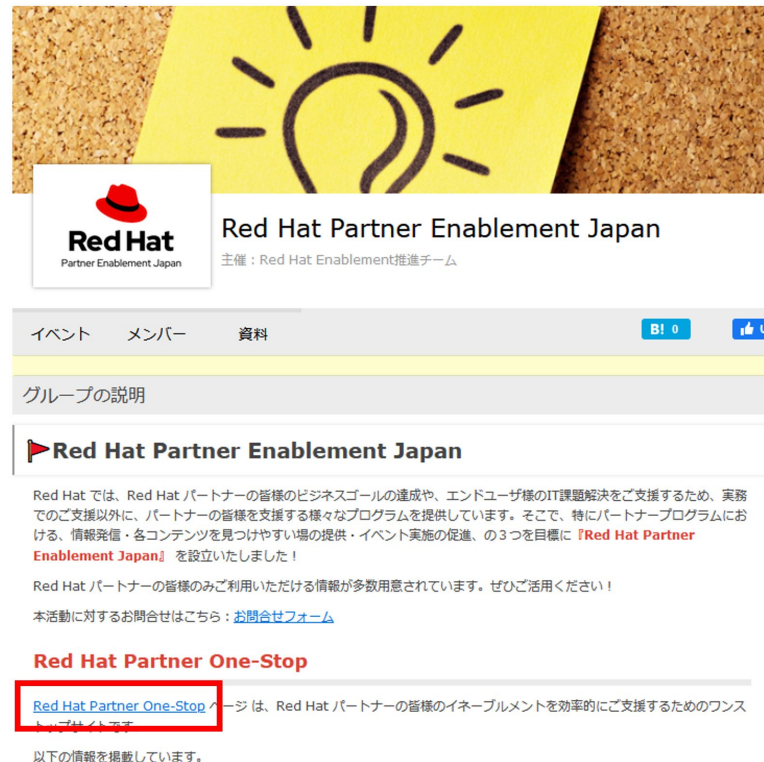 Red Hat
Partner Enablement Japan
Red Hat Partner Enablement Japan
主催：Red Hat Enablement推進チーム
イベント メンバー 資料 B! 0
グループの説明
Red Hat Partner Enablement Japan
Red Hat では、Red Hat パートナーの皆様のビジネスゴールの達成や、エンドユーザ様のIT課題解決をご支援するため、実務
でのご支援以外に、パートナーの皆様を支援する様々なプログラムを提供しています。そこで、特にパートナープログラムにお
ける、情報発信・各コンテンツを見つけやすい場の提供・イベント実施の促進、の３つを目標に『Red Hat Partner
Enablement Japan』 を設立いたしました！
Red Hat パートナーの皆様のみご利用いただける情報が多数用意されています。ぜひご活用ください！
本活動に対するお問合せはこちら：お問合せフォーム
Red Hat Partner One-Stop
Red Hat Partner One-Stop ページ は、Red Hat パートナーの皆様のイネーブルメントを効率的にご支援するためのワンス
トップサイトです
以下の情報を掲載しています。